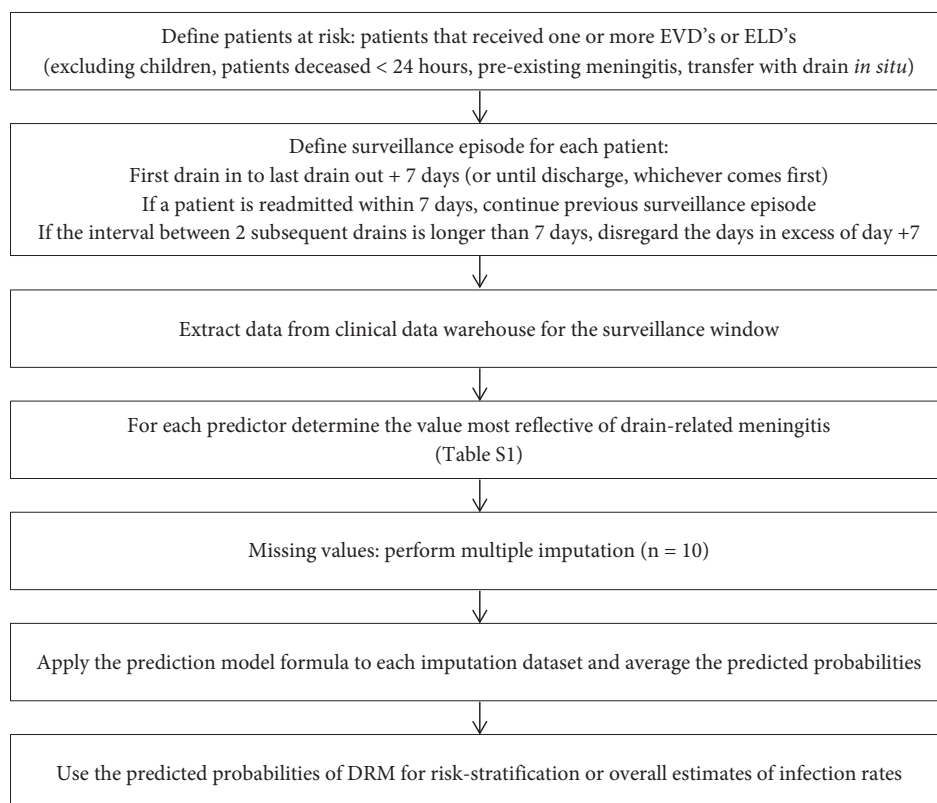 Define patients at risk: patients that received one or more EVD's or ELD's
(excluding children, patients deceased < 24 hours, pre-existing meningitis, transfer with drain in situ)
Define surveillance episode for each patient:
First drain in to last drain out + 7 days (or until discharge, whichever comes first)
If a patient is readmitted within 7 days, continue previous surveillance episode
If the interval between 2 subsequent drains is longer than 7 days, disregard the days in excess of day +7
Extract data from clinical data warehouse for the surveillance window
For each predictor determine the value most reflective of drain-related meningitis
(Table S1)
Missing values: perform multiple imputation (n = 10)
Apply the prediction model formula to each imputation dataset and average the predicted probabilities
Use the predicted probabilities of DRM for risk-stratification or overall estimates of infection rates